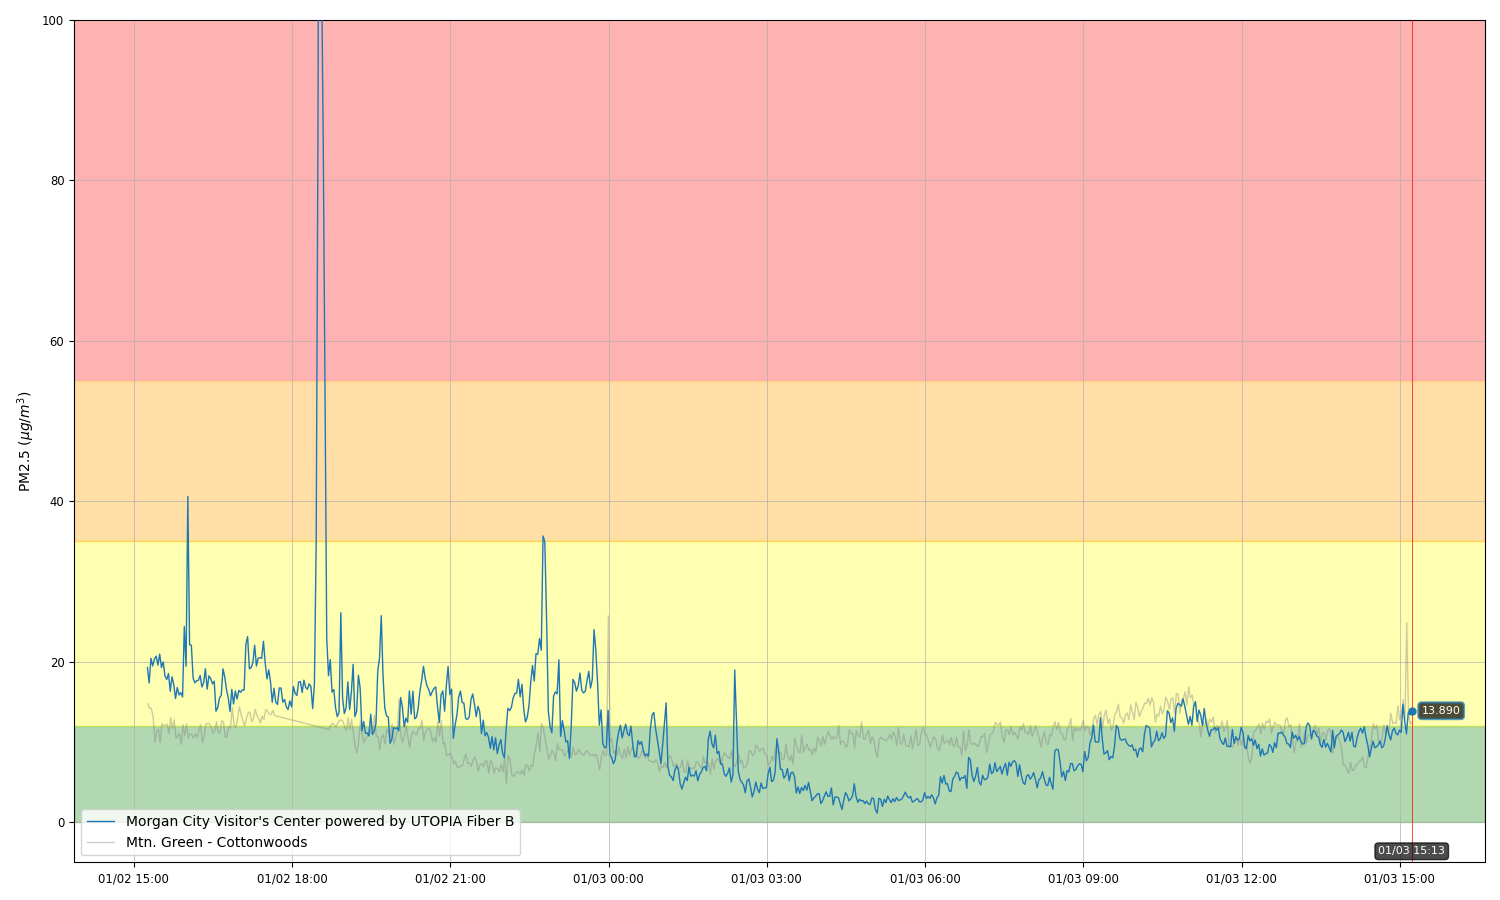 100
80
60
40
20
0
PM2.5 (μg/m³)
13.890
Morgan City Visitor's Center powered by UTOPIA Fiber B
Mtn. Green - Cottonwoods
01/03 15:13
01/02 15:00 01/02 18:00 01/02 21:00 01/03 00:00 01/03 03:00 01/03 06:00 01/03 09:00 01/03 12:00 01/03 15:00